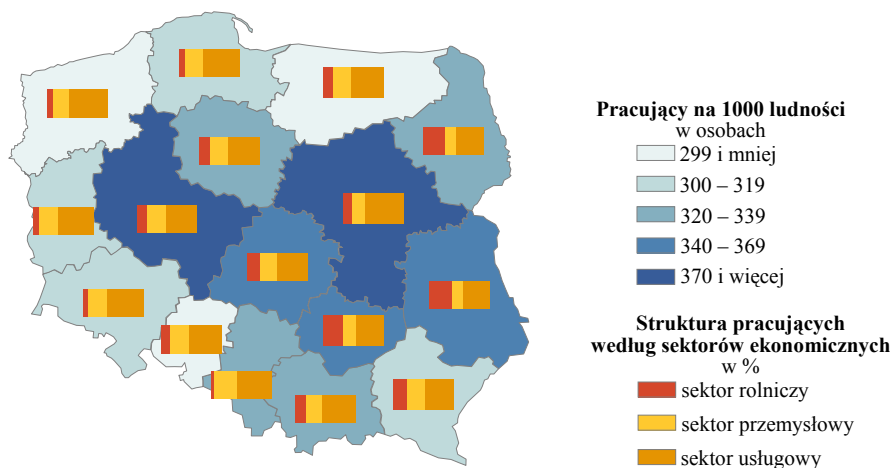 Pracujący na 1000 ludności
w osobach
299 i mniej
300 – 319
320 – 339
340 – 369
370 i więcej
Struktura pracujących
według sektorów ekonomicznych
w %
sektor rolniczy
sektor przemysłowy
sektor usługowy